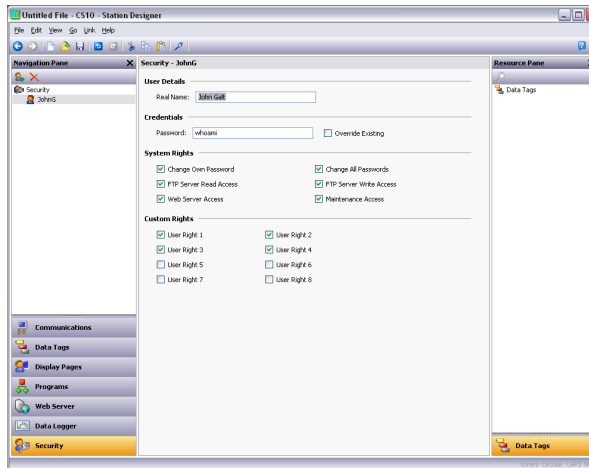 Untitled File - CS10 - Station Designer
File Edit View Go Link Help
Navigation Pane
Security
JohnG
Communications
Data Tags
Display Pages
Programs
Web Server
Data Logger
Security
Security - JohnG
User Details
Real Name: John Galt
Credentials
Password: whoami Override Existing
System Rights
Change Own Password Change All Passwords
FTP Server Read Access FTP Server Write Access
Web Server Access Maintenance Access
Custom Rights
User Right 1 User Right 2
User Right 3 User Right 4
User Right 5 User Right 6
User Right 7 User Right 8
Resource Pane
Data Tags
Data Tags
Errors Circular CAPS